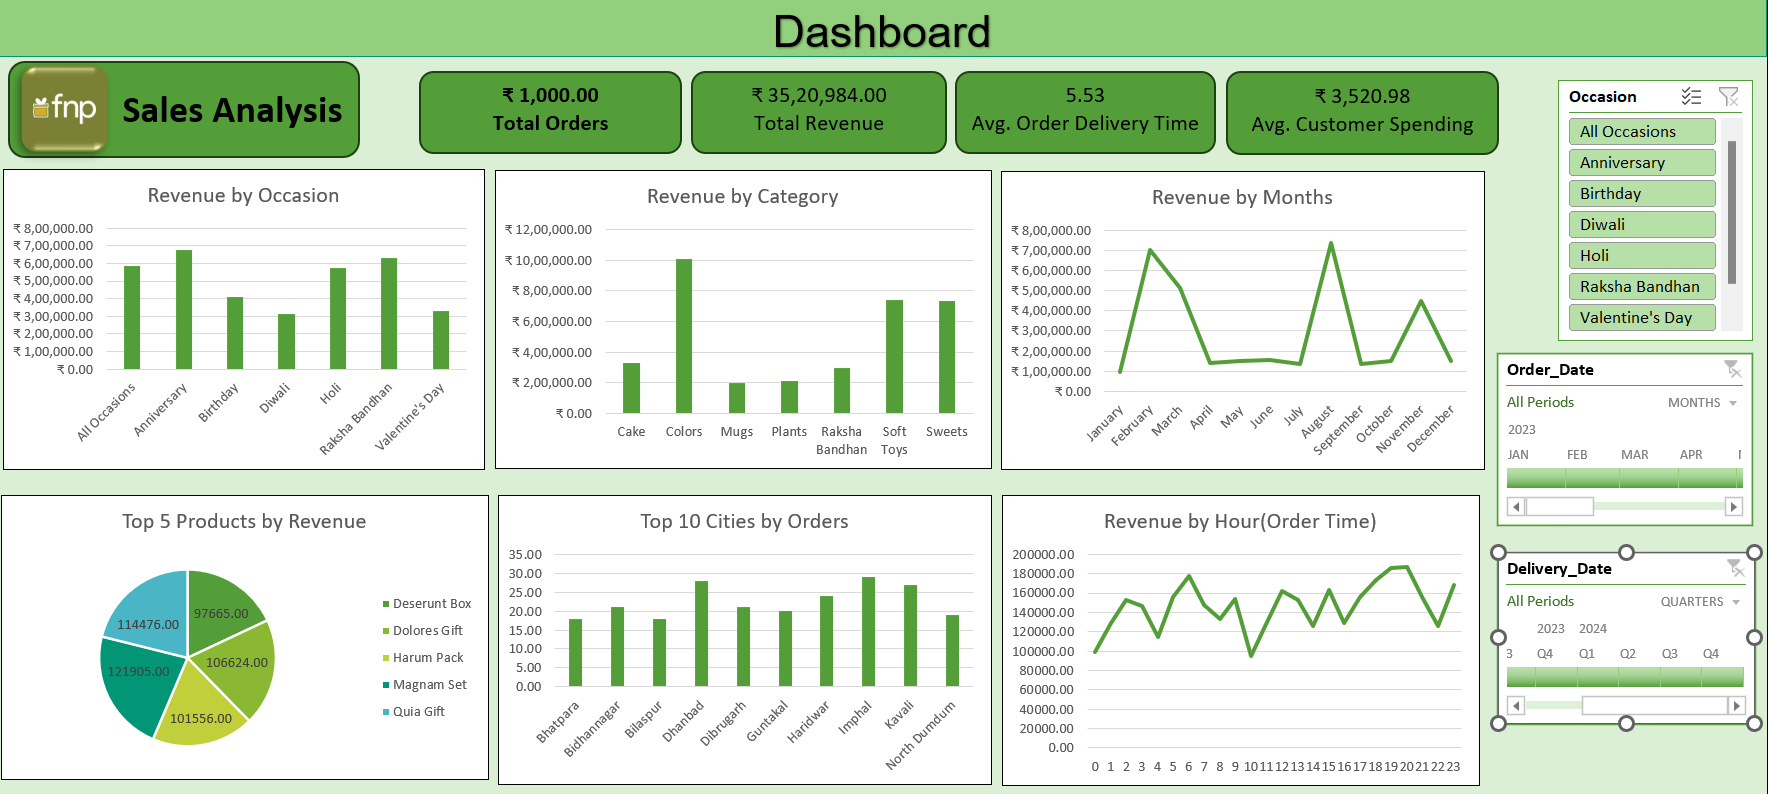 Dashboard
fnp
Sales Analysis
₹ 1,000.00
Total Orders
₹ 35,20,984.00
Total Revenue
5.53
Avg. Order Delivery Time
₹ 3,520.98
Avg. Customer Spending
Occasion
All Occasions
Anniversary
Birthday
Diwali
Holi
Raksha Bandhan
Valentine's Day
Revenue by Occasion
₹ 8,00,000.00
₹ 7,00,000.00
₹ 6,00,000.00
₹ 5,00,000.00
₹ 4,00,000.00
₹ 3,00,000.00
₹ 2,00,000.00
₹ 1,00,000.00
₹ 0.00
All Occasions
Anniversary
Birthday
Diwali
Holi
Raksha Bandhan
Valentine's Day
Revenue by Category
₹ 12,00,000.00
₹ 10,00,000.00
₹ 8,00,000.00
₹ 6,00,000.00
₹ 4,00,000.00
₹ 2,00,000.00
₹ 0.00
Cake
Colors
Mugs
Plants
Raksha
Bandhan
Soft
Toys
Sweets
Revenue by Months
₹ 8,00,000.00
₹ 7,00,000.00
₹ 6,00,000.00
₹ 5,00,000.00
₹ 4,00,000.00
₹ 3,00,000.00
₹ 2,00,000.00
₹ 1,00,000.00
₹ 0.00
January
February
March
April
May
June
July
August
September
October
November
December
Order_Date
All Periods
MONTHS
2023
JAN FEB MAR APR
Top 5 Products by Revenue
97665.00
106624.00
101556.00
121905.00
114476.00
Deserunt Box
Dolores Gift
Harum Pack
Magnam Set
Quia Gift
Top 10 Cities by Orders
35.00
30.00
25.00
20.00
15.00
10.00
5.00
0.00
Bhatpara
Bidhannagar
Bilaspur
Dhanbad
Dibrugarh
Guntakal
Haridwar
Imphal
Kavali
North Dumdum
Revenue by Hour(Order Time)
200000.00
180000.00
160000.00
140000.00
120000.00
100000.00
80000.00
60000.00
40000.00
20000.00
0.00
0 1 2 3 4 5 6 7 8 9 10 11 12 13 14 15 16 17 18 19 20 21 22 23
Delivery_Date
All Periods
QUARTERS
2023 2024
3 Q4 Q1 Q2 Q3 Q4